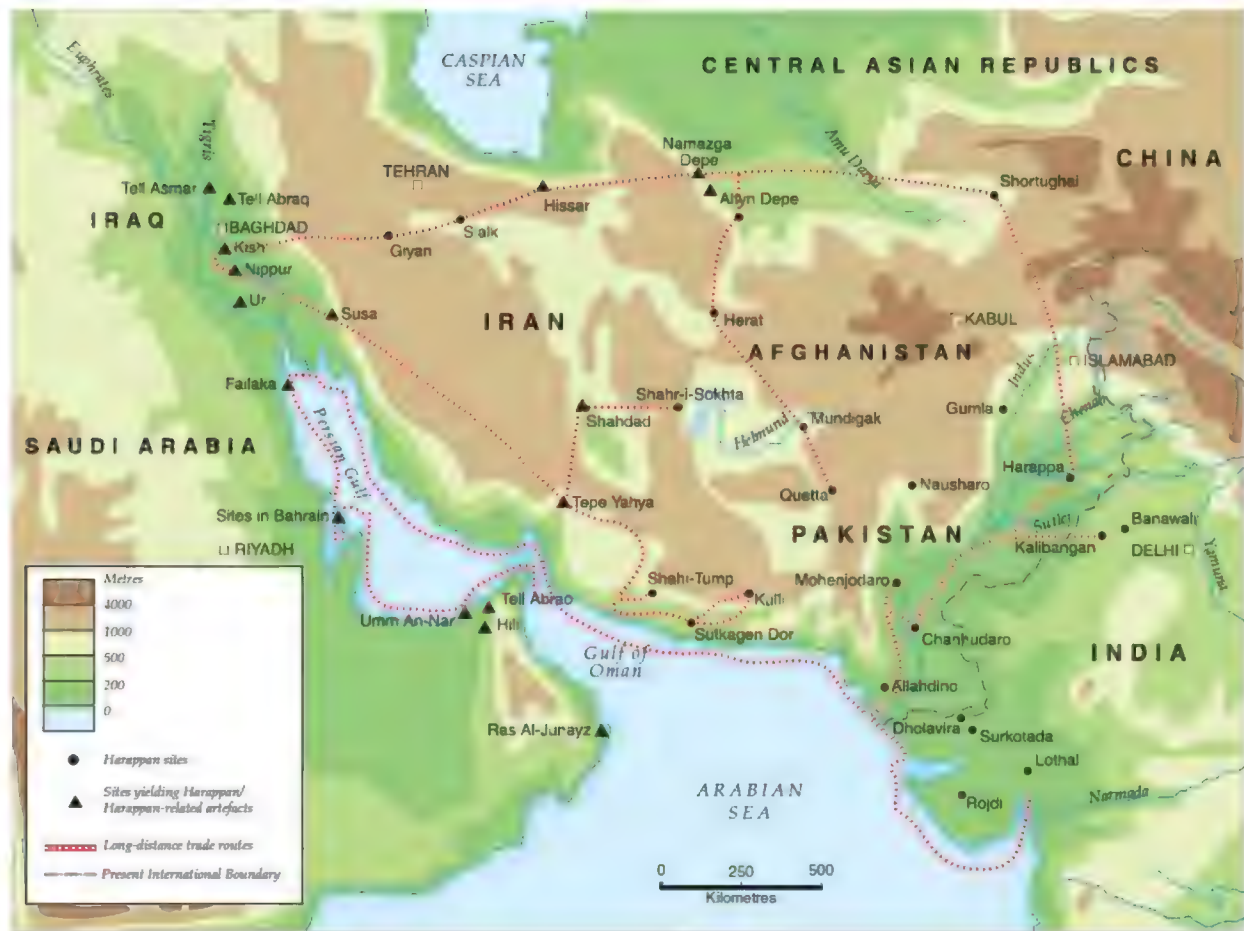 Euphrates
Tigris
CASPIAN
SEA
CENTRAL ASIAN REPUBLICS
Amu Darya
CHINA
Namazga
Depe
TEHRAN
Tell Asmar
Tell Abraq
Hissar
Altyn Depe
Shortughai
IRAQ
BAGHDAD
Sialk
Giyan
Kish
Nippur
Ur
Susa
IRAN
Herat
KABUL
AFGHANISTAN
Indus
ISLAMABAD
Failaka
Persian Gulf
Shahr-i-Sokhta
Shahdad
Helmund
Mundigak
Gumla
SAUDI ARABIA
Harappa
Tepe Yahya
Quetta
Nausharo
Sites in Bahrain
RIYADH
PAKISTAN
Sutlej
Banawali
Kalibangan
DELHI
Yamuna
Shahi-Tump
Kulli
Mohenjodaro
Tell Abrao
Umm An-Nar
Hili
Sutkagen Dor
Chanhudaro
INDIA
Gulf of
Oman
Allahdino
Ras Al-Junayz
Dholavira
Surkotada
Lothal
ARABIAN
SEA
Rojdi
Narmada
0 250 500
Kilometres
Metres
4000
1000
500
200
0
Harappan sites
Sites yielding Harappan/
Harappan-related artefacts
Long-distance trade routes
Present International Boundary